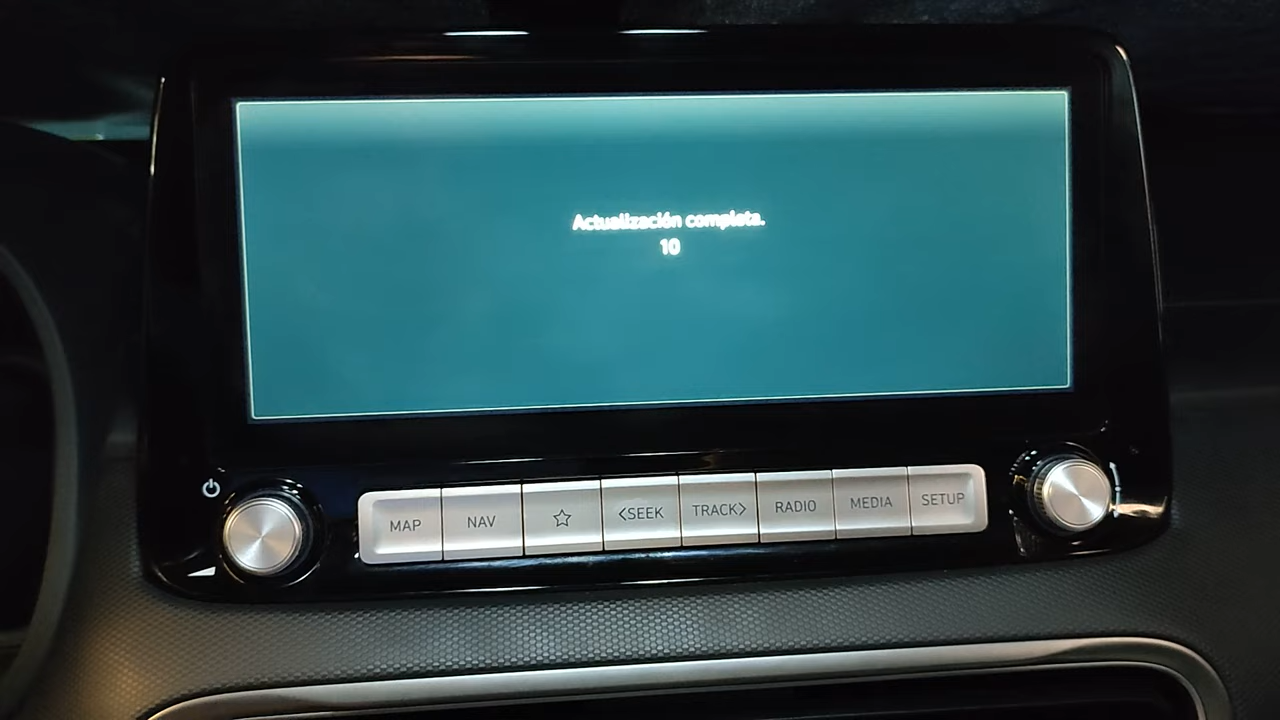 Actualización completa.
10
MAP
NAV
<SEEK
TRACK>
RADIO
MEDIA
SETUP